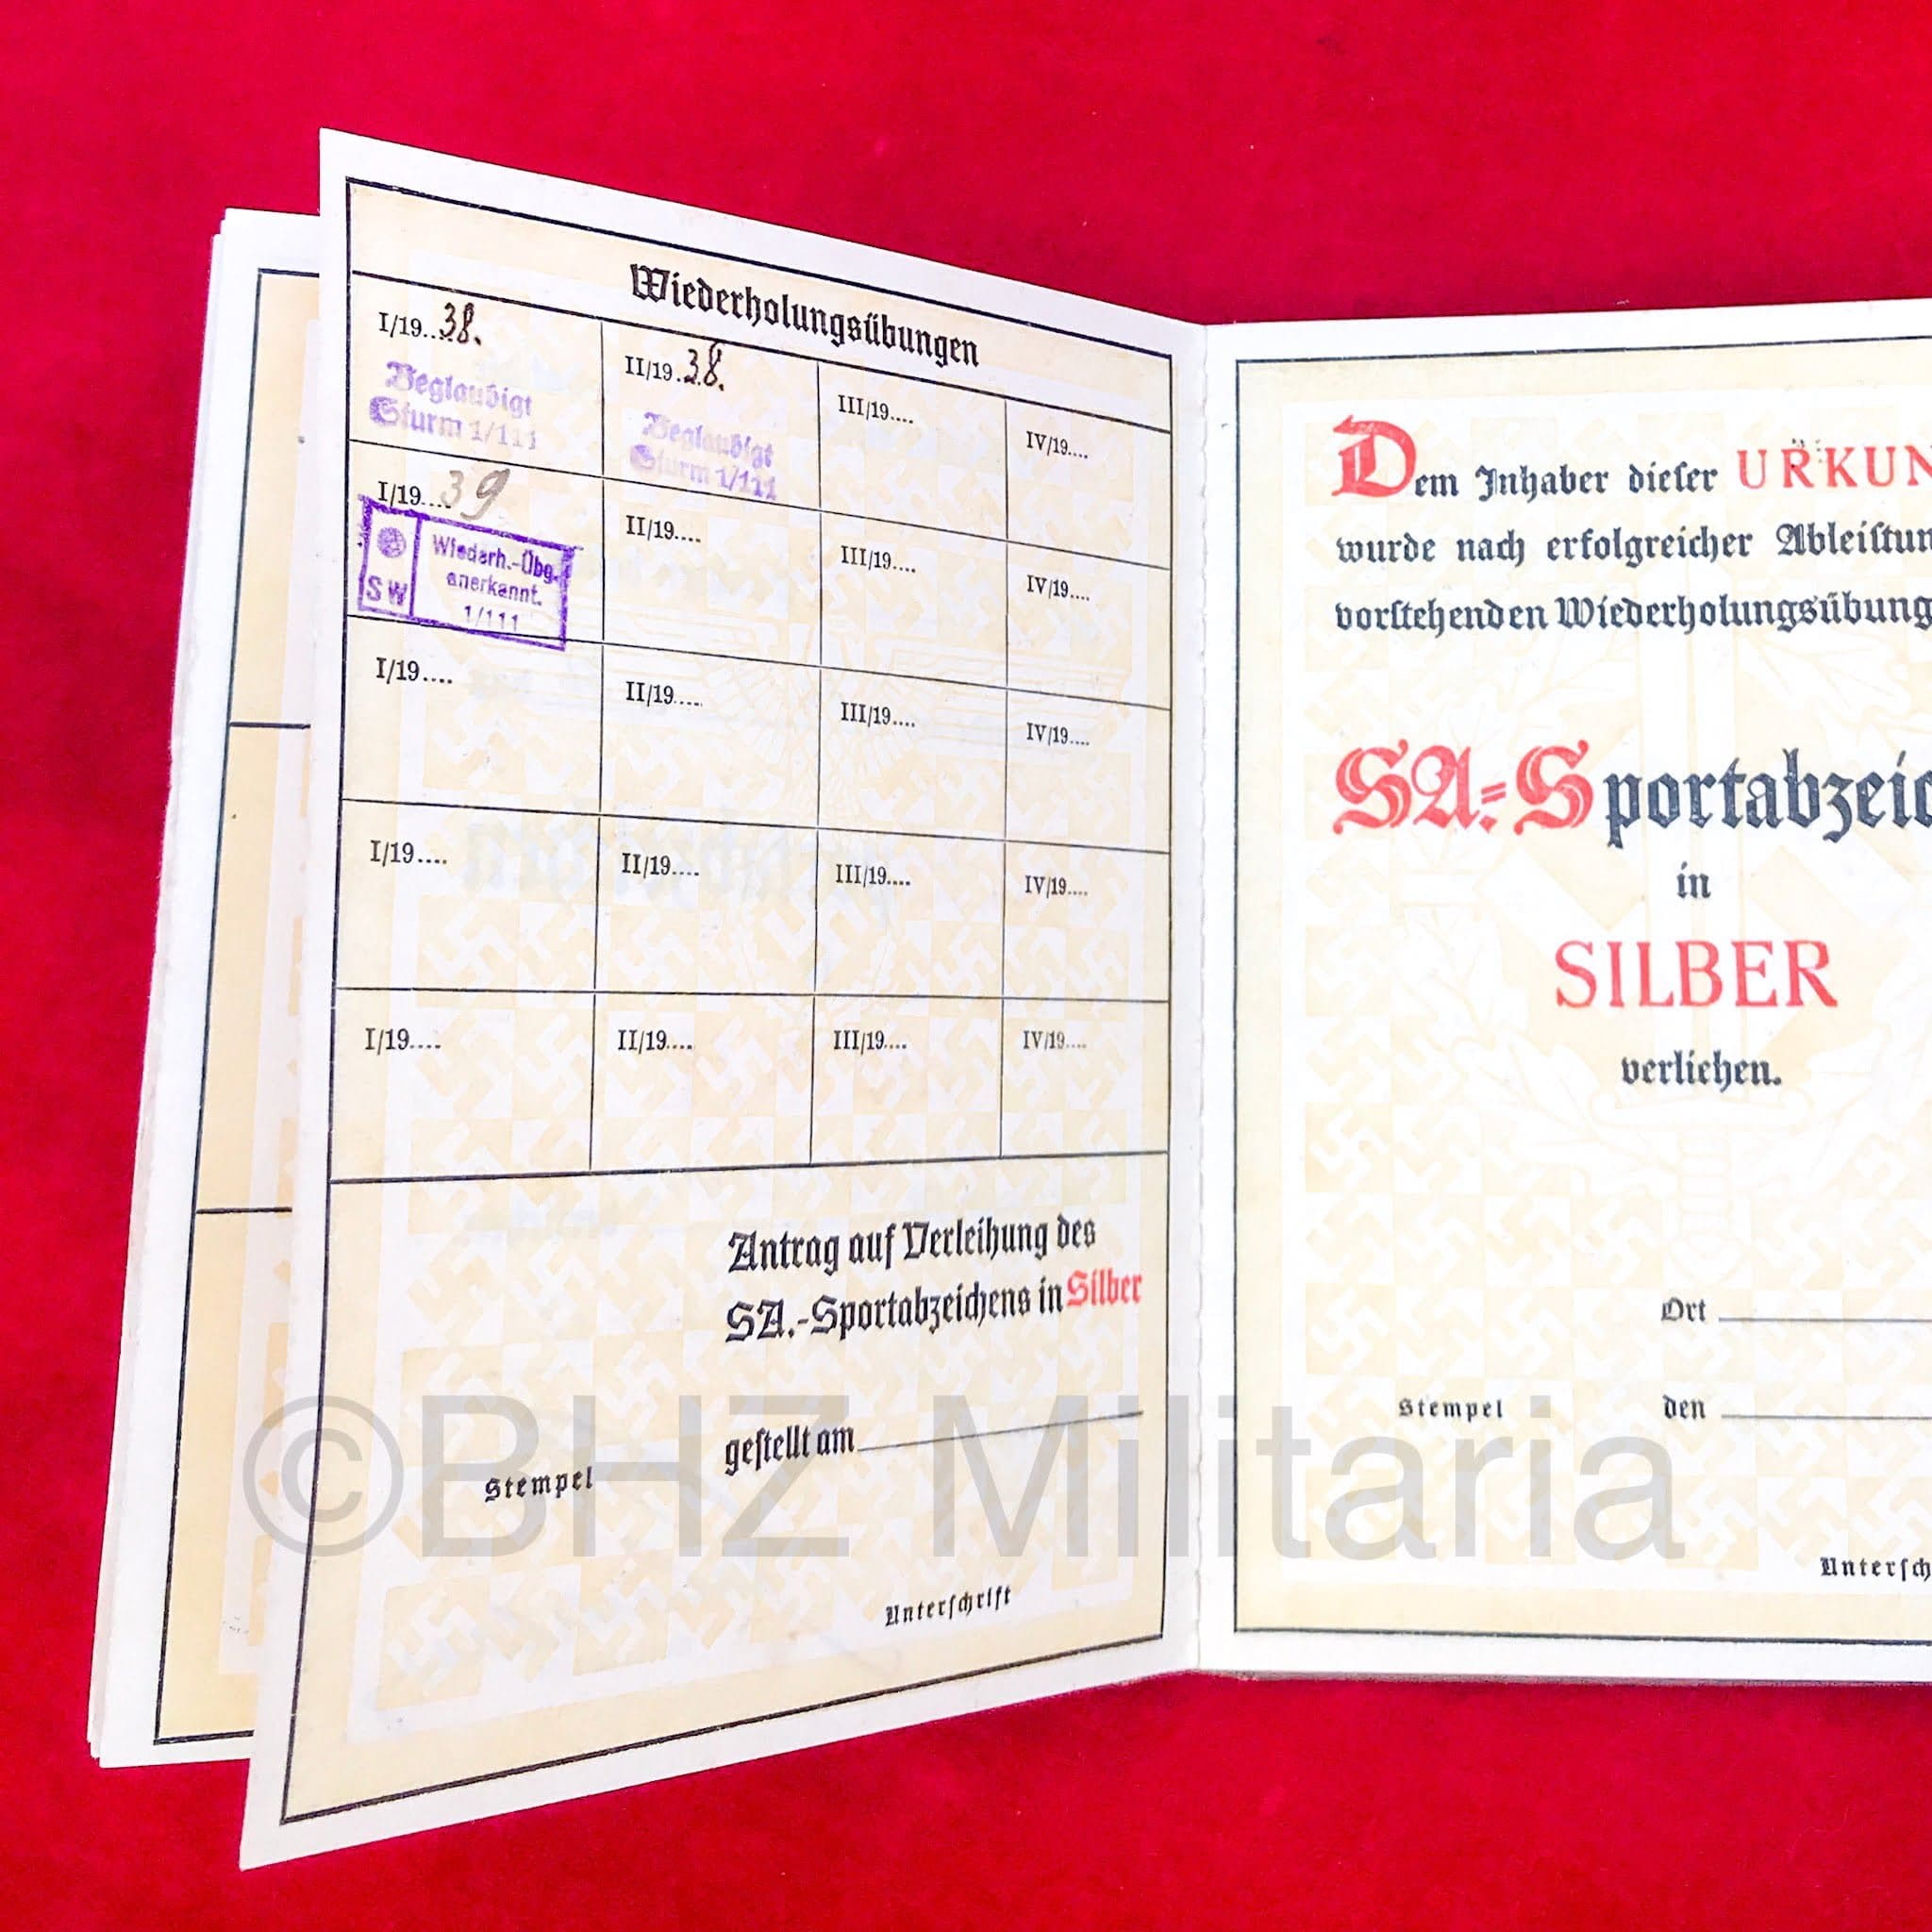 Wiederholungsübungen
I/19..38.
II/19.38.
III/19....
IV/19....
Beglaubigt
Sturm 1/111
Beglaubigt
Sturm 1/111
I/19...39
II/19....
III/19....
IV/19....
SW
Wiederh.-Übg.
anerkannt.
1/111
I/19....
II/19....
III/19....
IV/19....
I/19....
II/19....
III/19....
IV/19....
I/19....
II/19....
III/19....
IV/19....
Antrag auf Verleihung des
SA.-Sportabzeichens in Silber
gestellt am
Stempel
Unterschrift
Dem Inhaber dieser URKUN
wurde nach erfolgreicher Ableistun
vorstehenden Wiederholungsübung
SA.=Sportabzeic
in
SILBER
verliehen.
Ort
Stempel den
Untersch
©BHZ Militaria